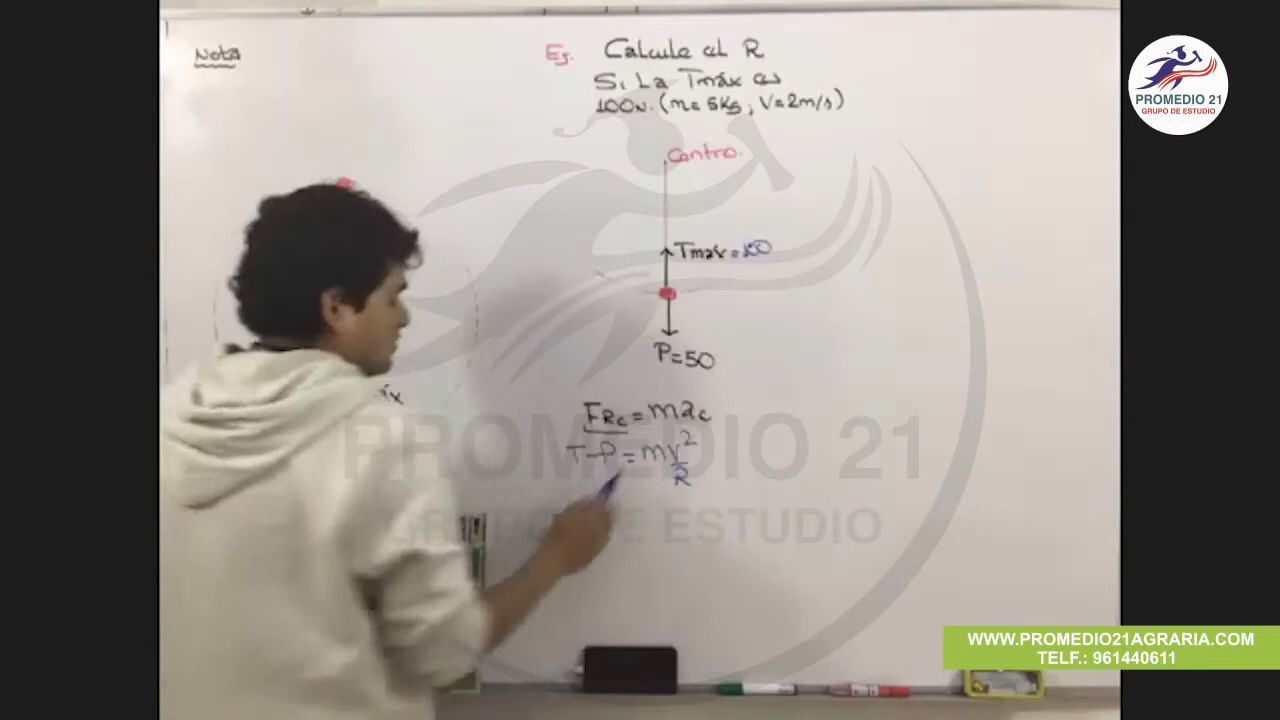 Nota
Ej. Calcule el R
Si La Tmáx es
100N. (m=5kg ; V=2m/s)
Centro.
Tmáx = 100
P=50
áx
FRc = mac
T-P = mV²/R
PROMEDIO 21
GRUPO DE ESTUDIO
PROMEDIO 21
GRUPO DE ESTUDIO
WWW.PROMEDIO21AGRARIA.COM
TELF.: 961440611